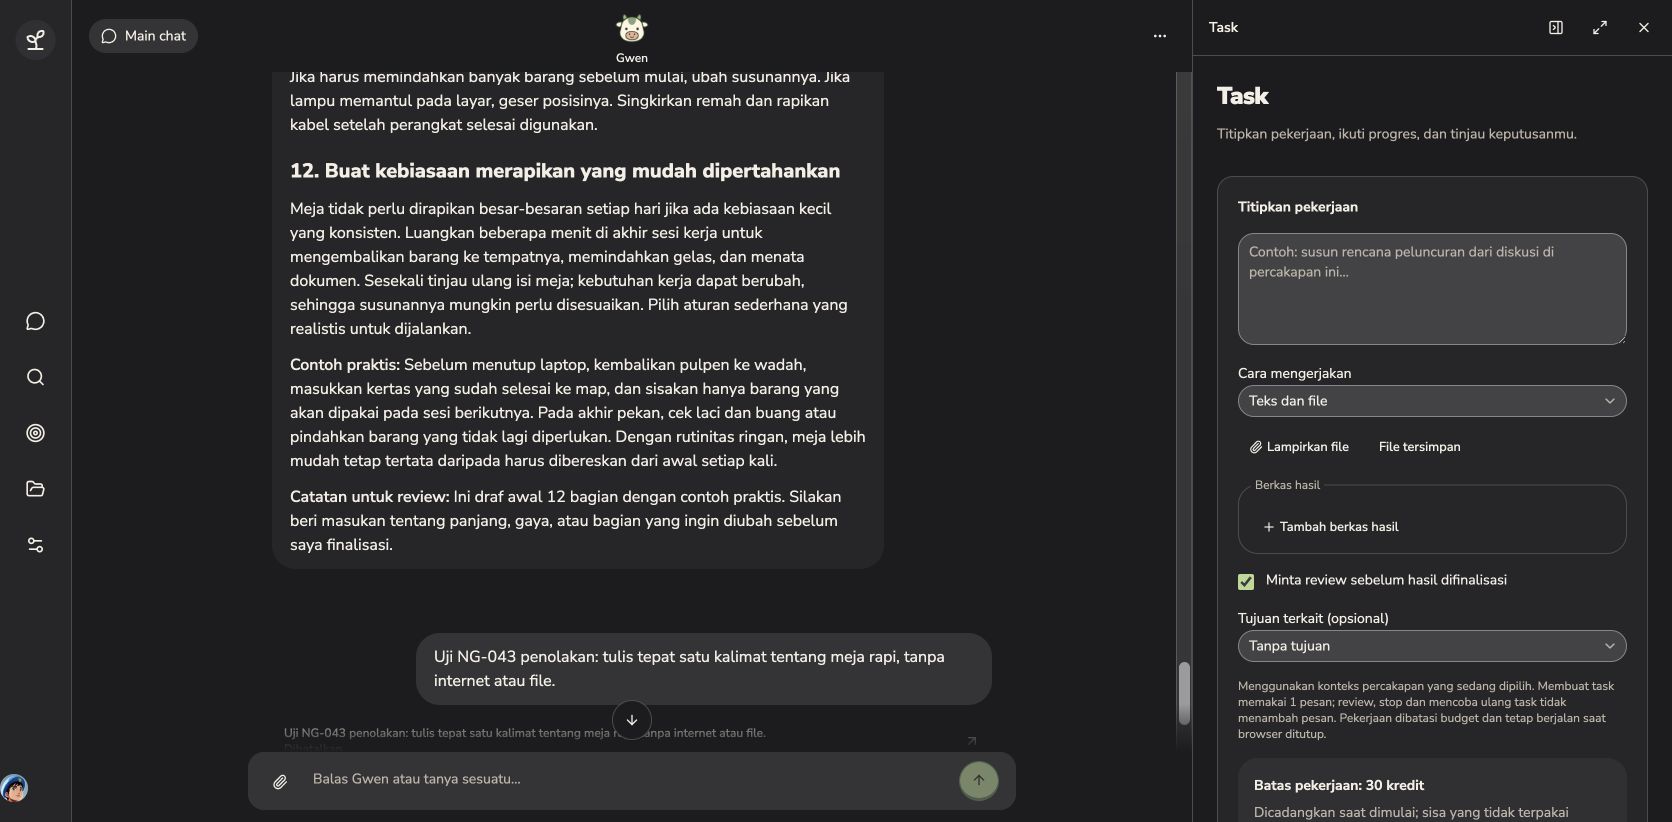 Main chat
Gwen
Jika harus memindahkan banyak barang sebelum mulai, ubah susunannya. Jika
lampu memantul pada layar, geser posisinya. Singkirkan remah dan rapikan
kabel setelah perangkat selesai digunakan.
12. Buat kebiasaan merapikan yang mudah dipertahankan
Meja tidak perlu dirapikan besar-besaran setiap hari jika ada kebiasaan kecil
yang konsisten. Luangkan beberapa menit di akhir sesi kerja untuk
mengembalikan barang ke tempatnya, memindahkan gelas, dan menata
dokumen. Sesekali tinjau ulang isi meja; kebutuhan kerja dapat berubah,
sehingga susunannya mungkin perlu disesuaikan. Pilih aturan sederhana yang
realistis untuk dijalankan.
Contoh praktis: Sebelum menutup laptop, kembalikan pulpen ke wadah,
masukkan kertas yang sudah selesai ke map, dan sisakan hanya barang yang
akan dipakai pada sesi berikutnya. Pada akhir pekan, cek laci dan buang atau
pindahkan barang yang tidak lagi diperlukan. Dengan rutinitas ringan, meja lebih
mudah tetap tertata daripada harus dibereskan dari awal setiap kali.
Catatan untuk review: Ini draf awal 12 bagian dengan contoh praktis. Silakan
beri masukan tentang panjang, gaya, atau bagian yang ingin diubah sebelum
saya finalisasi.
Uji NG-043 penolakan: tulis tepat satu kalimat tentang meja rapi, tanpa
internet atau file.
Uji NG-043 penolakan: tulis tepat satu kalimat tentang meja internet atau file.
Dibatalkan
Balas Gwen atau tanya sesuatu...
Task
Task
Titipkan pekerjaan, ikuti progres, dan tinjau keputusanmu.
Titipkan pekerjaan
Contoh: susun rencana peluncuran dari diskusi di
percakapan ini...
Cara mengerjakan
Teks dan file
Lampirkan file File tersimpan
Berkas hasil
+ Tambah berkas hasil
Minta review sebelum hasil difinalisasi
Tujuan terkait (opsional)
Tanpa tujuan
Menggunakan konteks percakapan yang sedang dipilih. Membuat task
memakai 1 pesan; review, stop dan mencoba ulang task tidak
menambah pesan. Pekerjaan dibatasi budget dan tetap berjalan saat
browser ditutup.
Batas pekerjaan: 30 kredit
Dicadangkan saat dimulai; sisa yang tidak terpakai